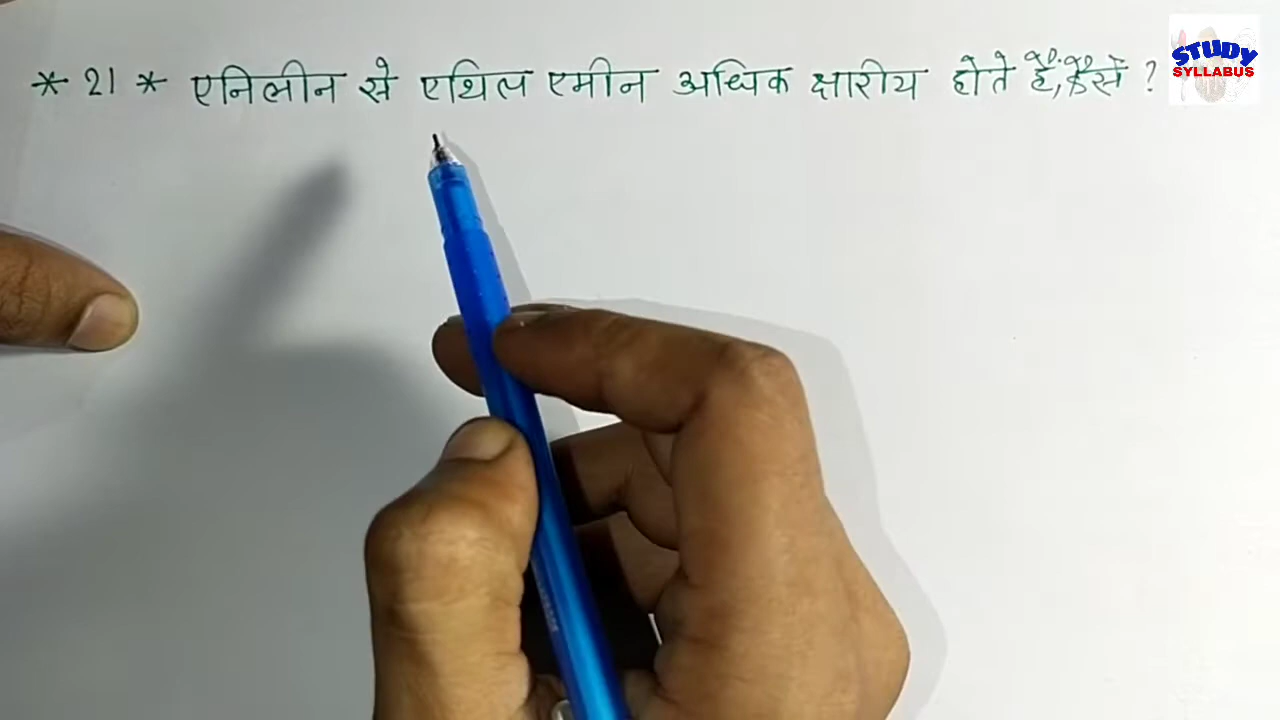 * 21 * एनिलीन से एथिल एमीन अधिक क्षारीय होते हैं, कैसे ?
STUDY
SYLLABUS